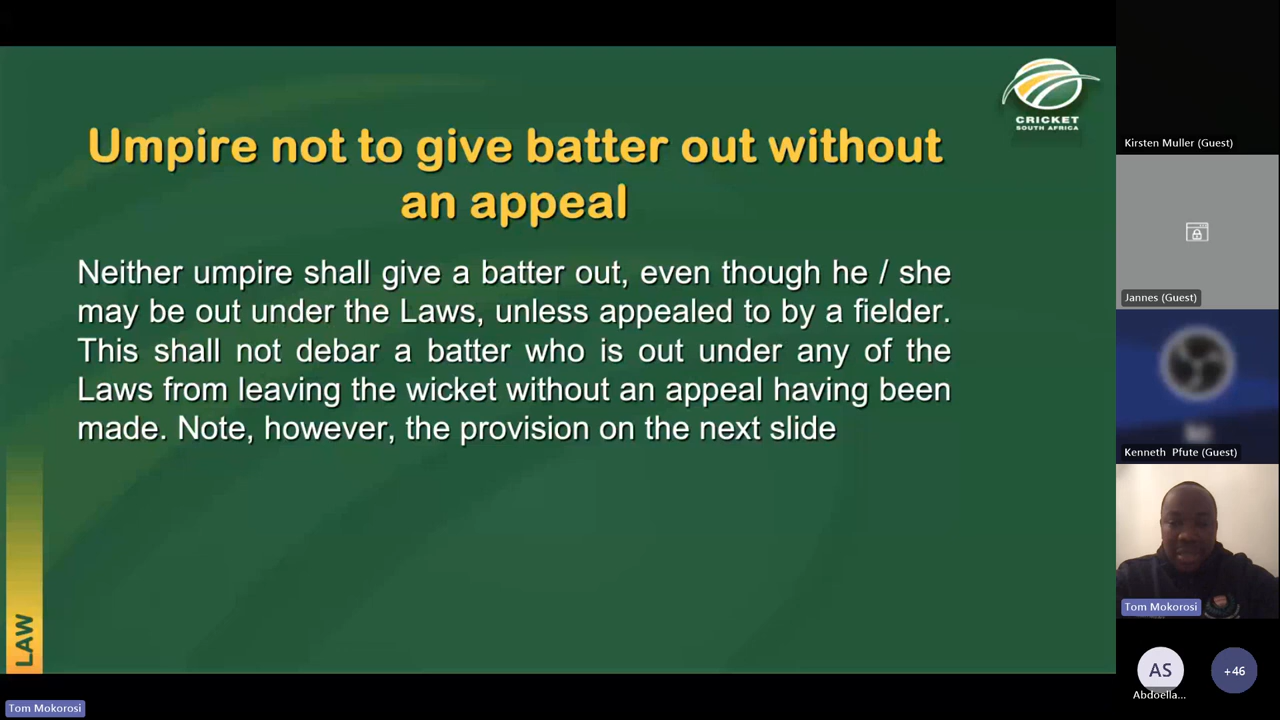 CRICKET
SOUTH AFRICA
Umpire not to give batter out without
an appeal
Neither umpire shall give a batter out, even though he / she
may be out under the Laws, unless appealed to by a fielder.
This shall not debar a batter who is out under any of the
Laws from leaving the wicket without an appeal having been
made. Note, however, the provision on the next slide
LAW
Tom Mokorosi
Kirsten Muller (Guest)
Jannes (Guest)
Kenneth Pfute (Guest)
Tom Mokorosi
AS
Abdoella...
+46